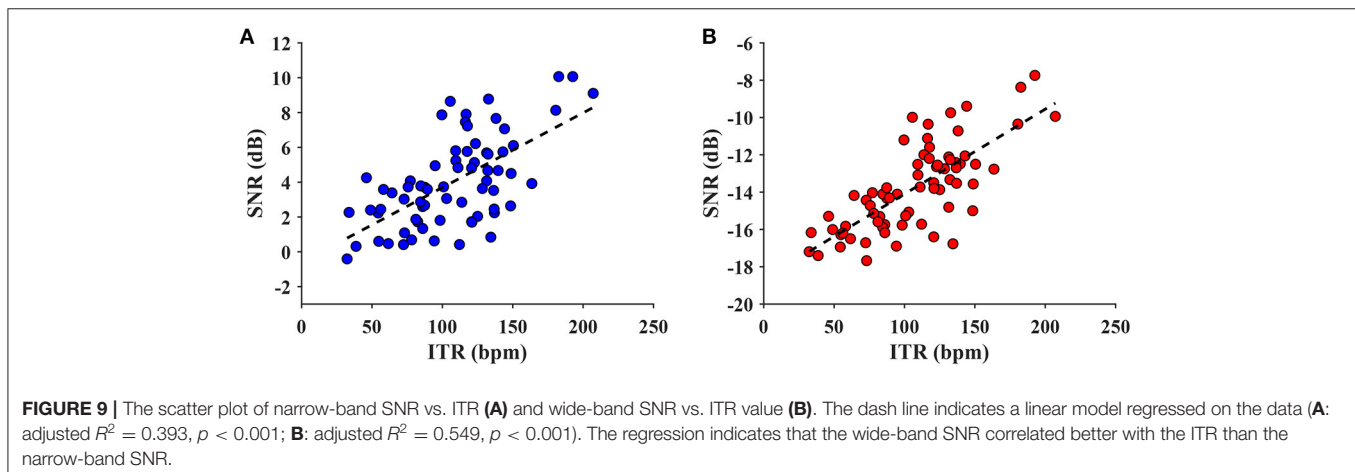 A
12
10
8
6
4
2
0
-2
SNR (dB)
0 50 100 150 200 250
ITR (bpm)
B
-6
-8
-10
-12
-14
-16
-18
-20
SNR (dB)
0 50 100 150 200 250
ITR (bpm)
FIGURE 9 | The scatter plot of narrow-band SNR vs. ITR (A) and wide-band SNR vs. ITR value (B). The dash line indicates a linear model regressed on the data (A:
adjusted R² = 0.393, p < 0.001; B: adjusted R² = 0.549, p < 0.001). The regression indicates that the wide-band SNR correlated better with the ITR than the
narrow-band SNR.